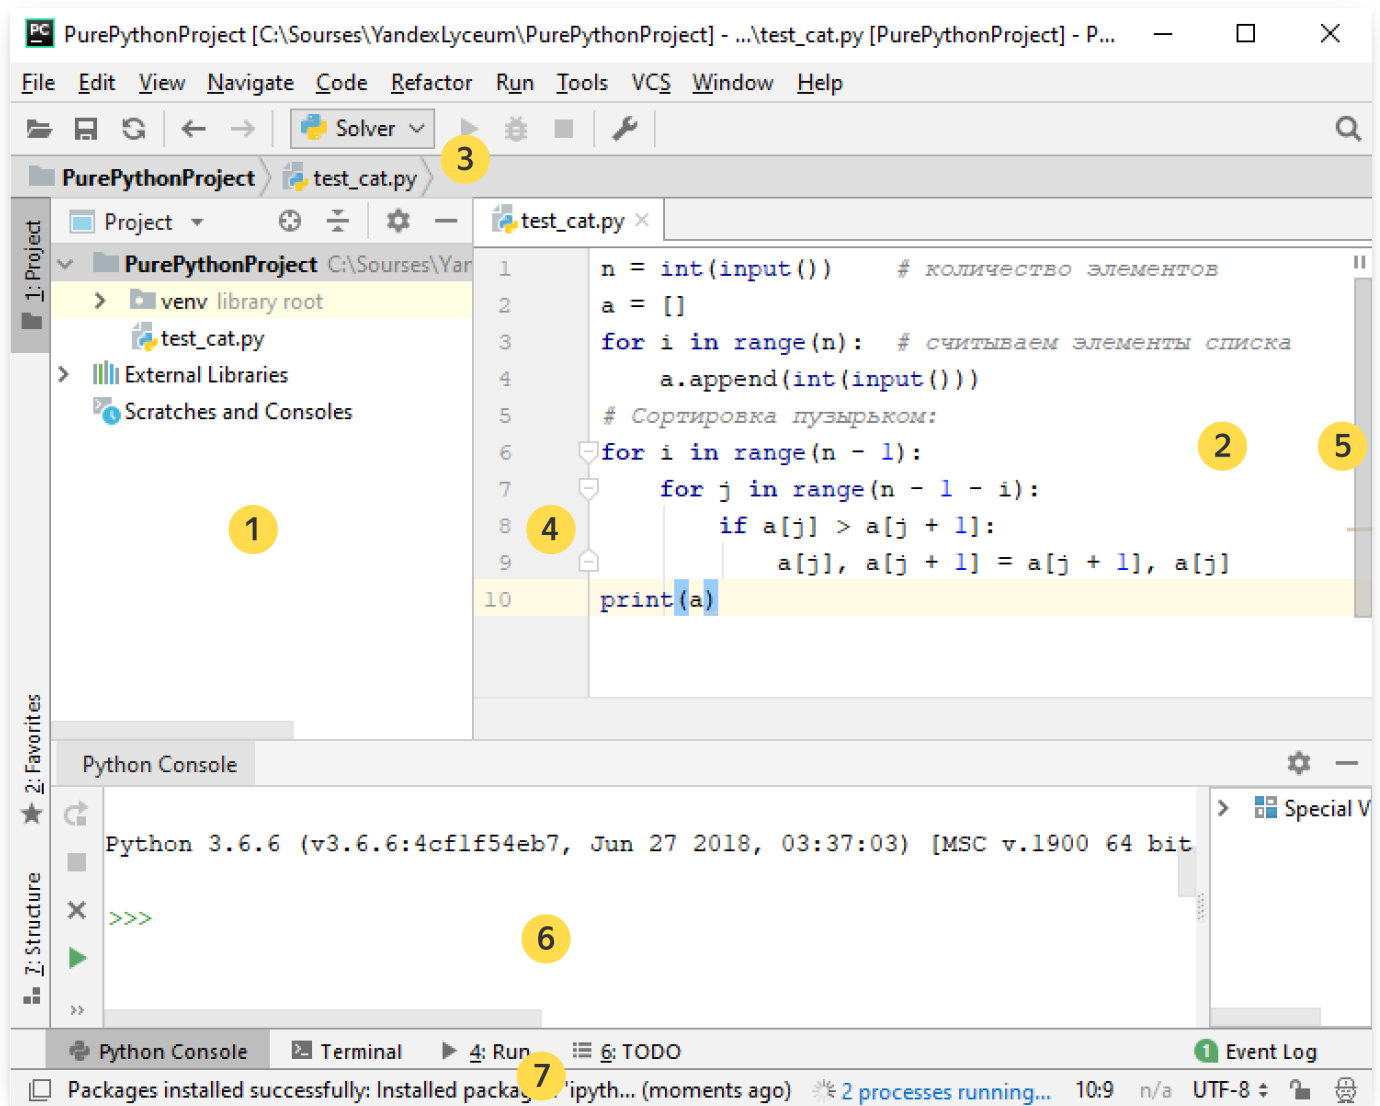 PC PurePythonProject [C:\Sourses\YandexLyceum\PurePythonProject] - ...\test_cat.py [PurePythonProject] - P...
File Edit View Navigate Code Refactor Run Tools VCS Window Help
Solver
3
PurePythonProject test_cat.py
1: Project
Project
test_cat.py
PurePythonProject C:\Sourses\Yar
venv library root
test_cat.py
External Libraries
Scratches and Consoles
1
1 n = int(input()) # количество элементов
2 a = []
3 for i in range(n): # считываем элементы списка
4 a.append(int(input()))
5 # Сортировка пузырьком:
6 for i in range(n - 1):
7 for j in range(n - 1 - i):
8 if a[j] > a[j + 1]:
9 a[j], a[j + 1] = a[j + 1], a[j]
10 print(a)
2
5
4
2: Favorites
7: Structure
Python Console
Python 3.6.6 (v3.6.6:4cf1f54eb7, Jun 27 2018, 03:37:03) [MSC v.1900 64 bit
>>>
Special V
6
Python Console Terminal 4: Run 6: TODO 1 Event Log
7
Packages installed successfully: Installed packag 'ipyth... (moments ago) 2 processes running... 10:9 n/a UTF-8